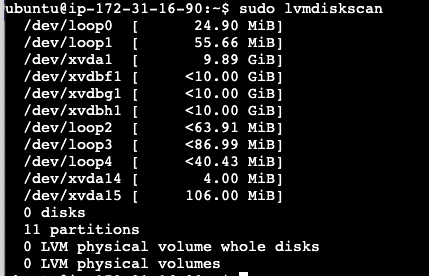 ubuntu@ip-172-31-16-90:~$ sudo lvmdiskscan
/dev/loop0 [ 24.90 MiB]
/dev/loop1 [ 55.66 MiB]
/dev/xvda1 [ 9.89 GiB]
/dev/xvdbf1 [ <10.00 GiB]
/dev/xvdbg1 [ <10.00 GiB]
/dev/xvdbh1 [ <10.00 GiB]
/dev/loop2 [ <63.91 MiB]
/dev/loop3 [ <86.99 MiB]
/dev/loop4 [ <40.43 MiB]
/dev/xvda14 [ 4.00 MiB]
/dev/xvda15 [ 106.00 MiB]
0 disks
11 partitions
0 LVM physical volume whole disks
0 LVM physical volumes